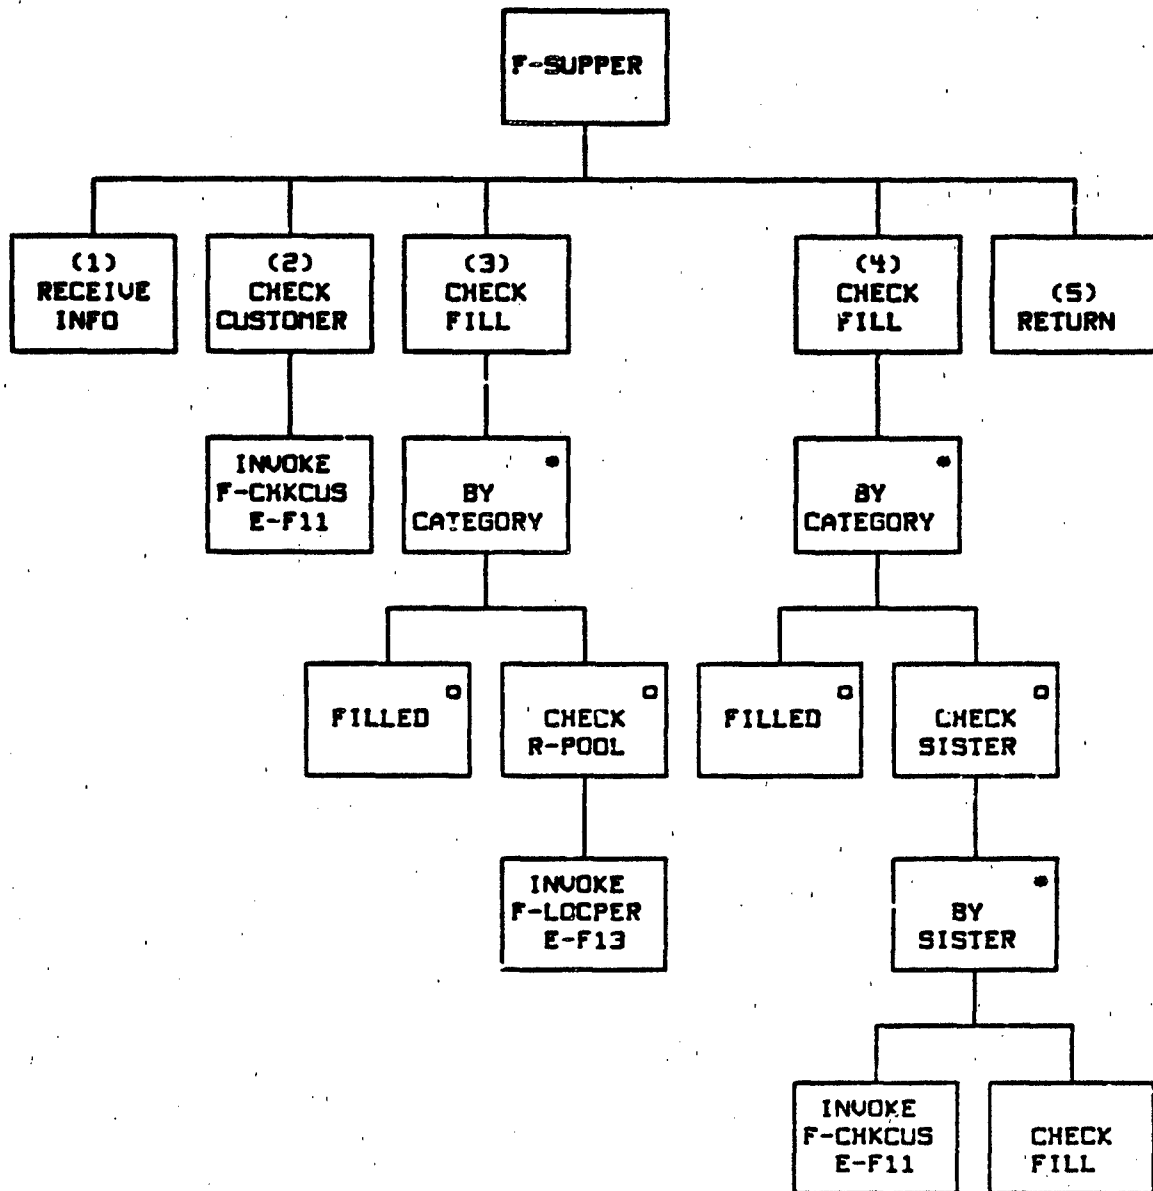 F-SUPPER
(1)
RECEIVE
INFO
(2)
CHECK
CUSTOMER
(3)
CHECK
FILL
(4)
CHECK
FILL
(5)
RETURN
INVOKE
F-CHKCUS
E-F11
*
BY
CATEGORY
*
BY
CATEGORY
o
FILLED
o
CHECK
R-POOL
o
FILLED
o
CHECK
SISTER
INVOKE
F-LOCPER
E-F13
*
BY
SISTER
INVOKE
F-CHKCUS
E-F11
CHECK
FILL